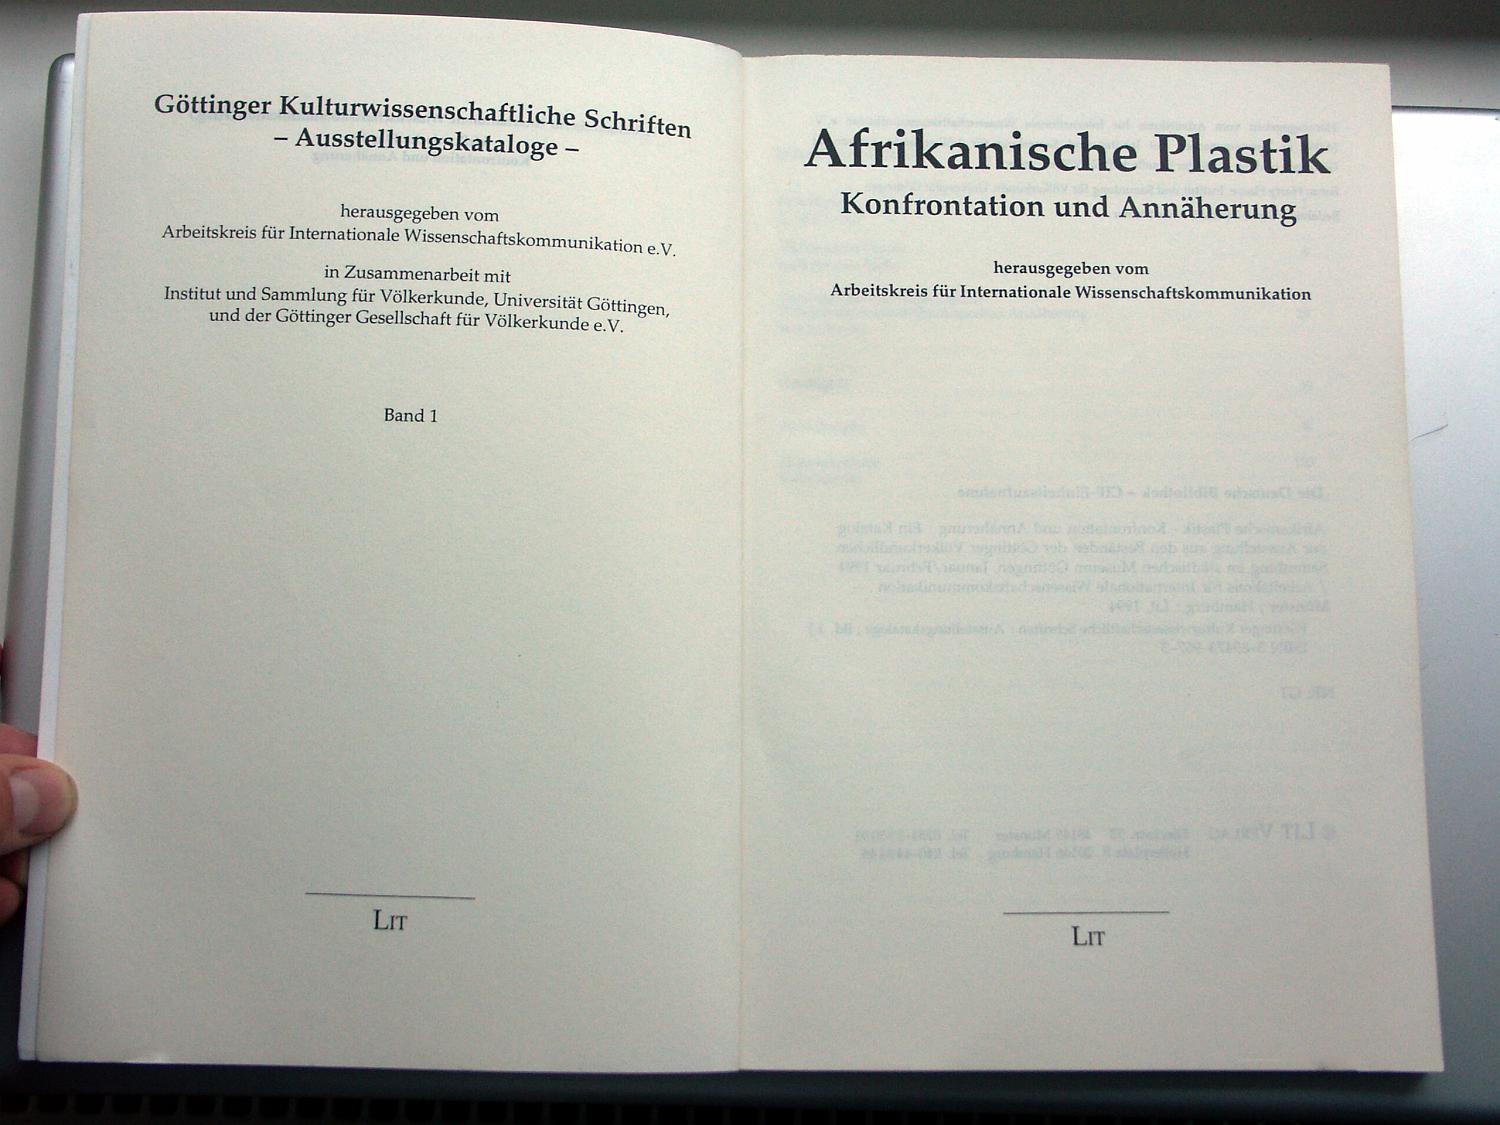 Göttinger Kulturwissenschaftliche Schriften
– Ausstellungskataloge –
herausgegeben vom
Arbeitskreis für Internationale Wissenschaftskommunikation e.V.
in Zusammenarbeit mit
Institut und Sammlung für Völkerkunde, Universität Göttingen,
und der Göttinger Gesellschaft für Völkerkunde e.V.
Band 1
LIT
Afrikanische Plastik
Konfrontation und Annäherung
herausgegeben vom
Arbeitskreis für Internationale Wissenschaftskommunikation
LIT